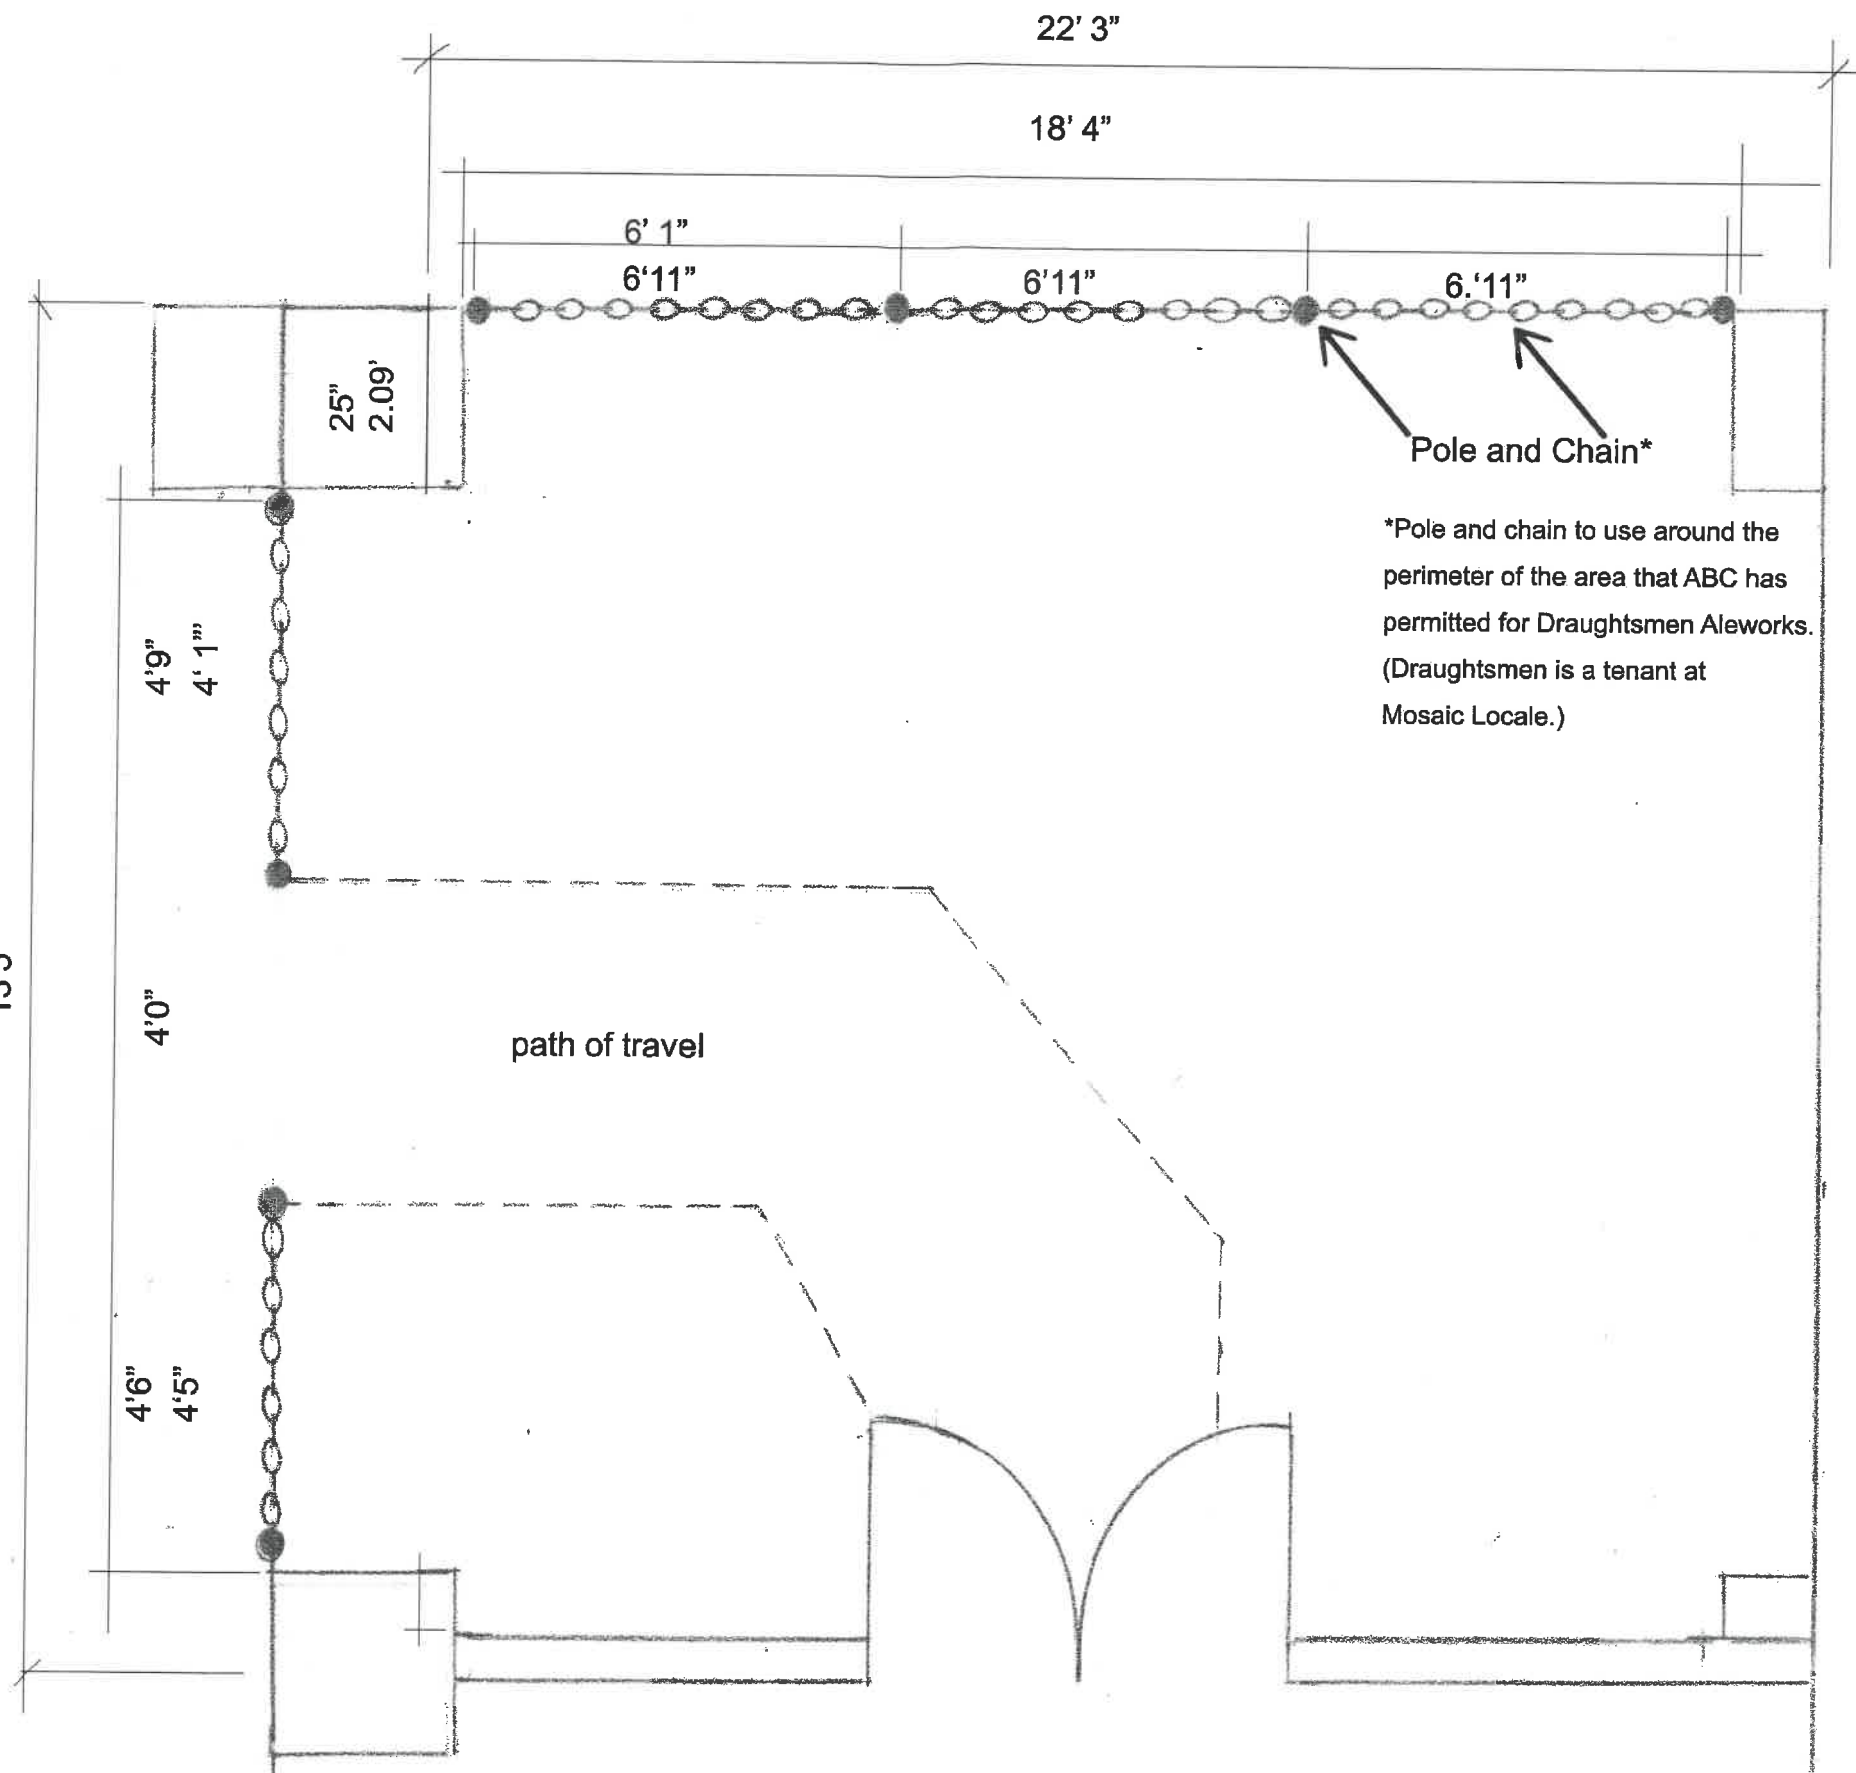 22’ 3”
18’ 4”
6’ 1”
6‘11” 6’11” 6.‘11”
25”
2.09’
Pole and Chain*
*Pole and chain to use around the
perimeter of the area that ABC has
permitted for Draughtsmen Aleworks.
(Draughtsmen is a tenant at
Mosaic Locale.)
4’9”
4‘ 1”’
4’0”
path of travel
4‘6”
4‘5”